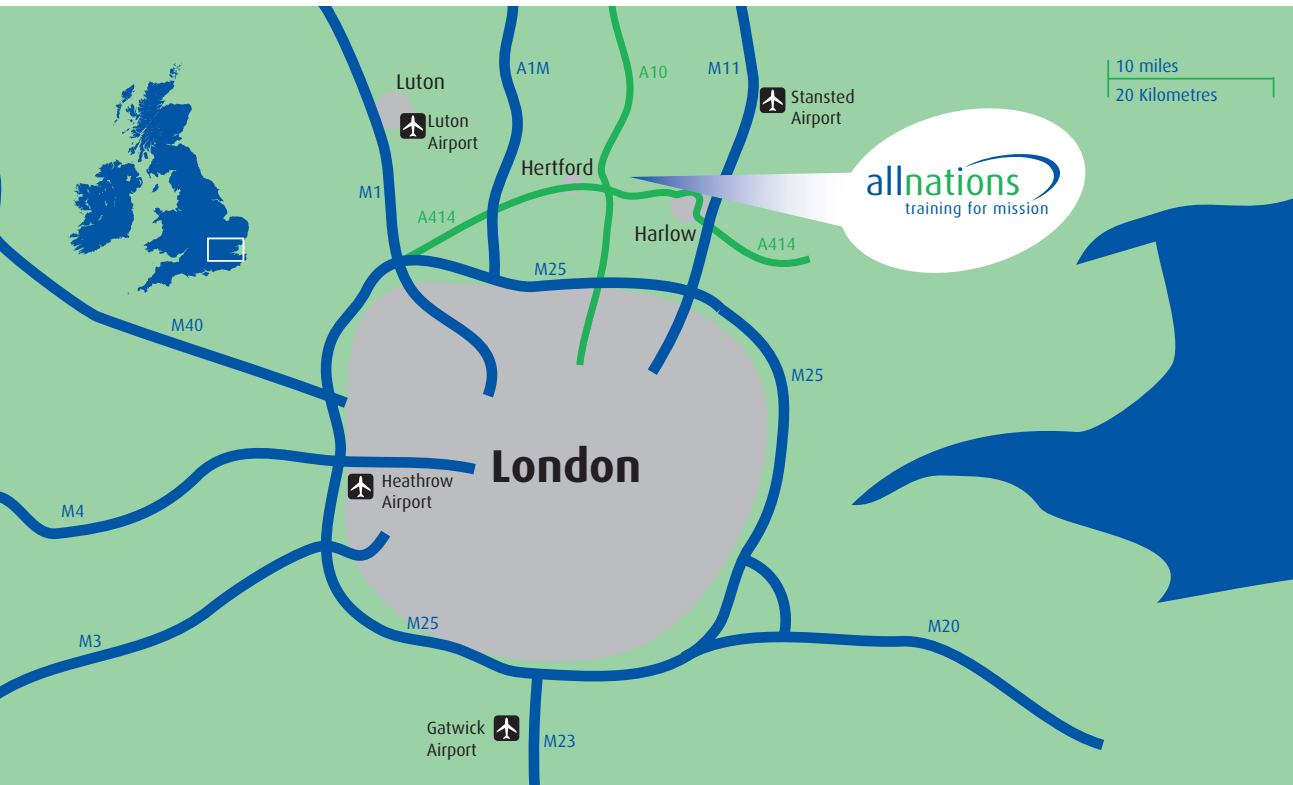 Luton
A1M
A10
M11
10 miles
20 Kilometres
Stansted
Airport
Luton
Airport
Hertford
allnations
training for mission
M1
A414
Harlow
A414
M25
M40
M25
London
Heathrow
Airport
M4
M25
M3
M20
Gatwick
Airport
M23